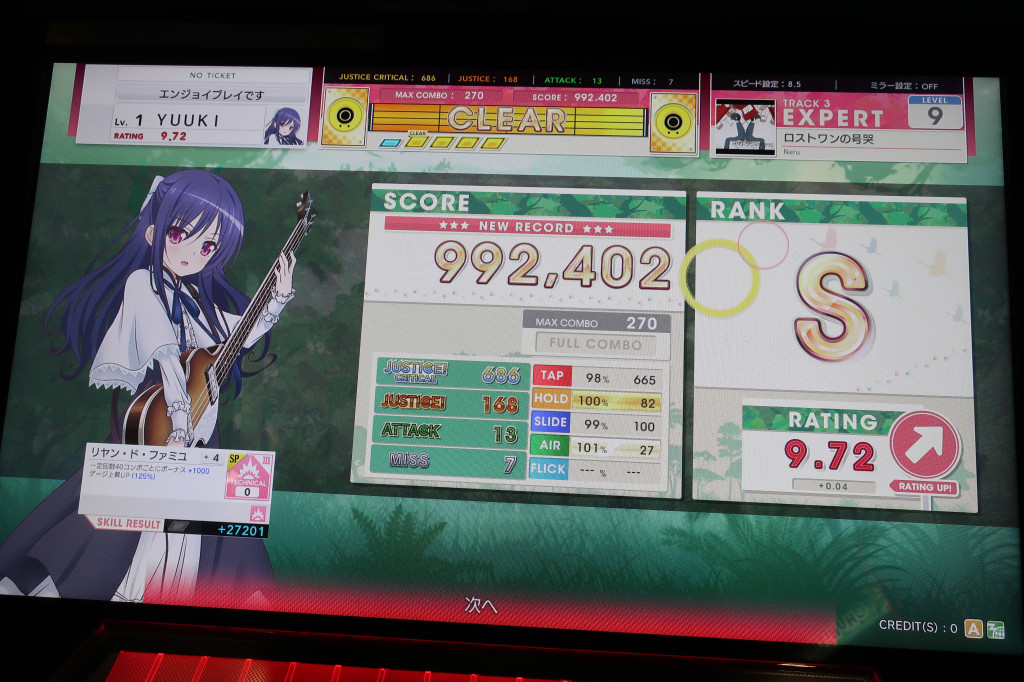 NO TICKET
エンジョイプレイです
Lv. 1 YUUKI
RATING 9.72
JUSTICE CRITICAL : 686 JUSTICE : 168 ATTACK : 13 MISS : 7
MAX COMBO : 270 SCORE : 992,402
CLEAR
CLEAR
スピード設定 : 8.5 ミラー設定 : OFF
TRACK 3
EXPERT
LEVEL
9
ロストワンの号哭
Neru
SCORE
NEW RECORD
992,402
MAX COMBO 270
FULL COMBO
JUSTICE! CRITICAL 686
JUSTICE! 168
ATTACK 13
MISS 7
TAP 98% 665
HOLD 100% 82
SLIDE 99% 100
AIR 101% 27
FLICK ---% ---
RANK
S
RATING
9.72
+0.04
RATING UP!
リヤン・ド・ファミユ +4
一定回数40コンボごとにボーナス +1000
ゲージ上昇UP (125%)
SP III
TECHNICAL
0
SKILL RESULT +27201
次へ
CREDIT(S) : 0 A